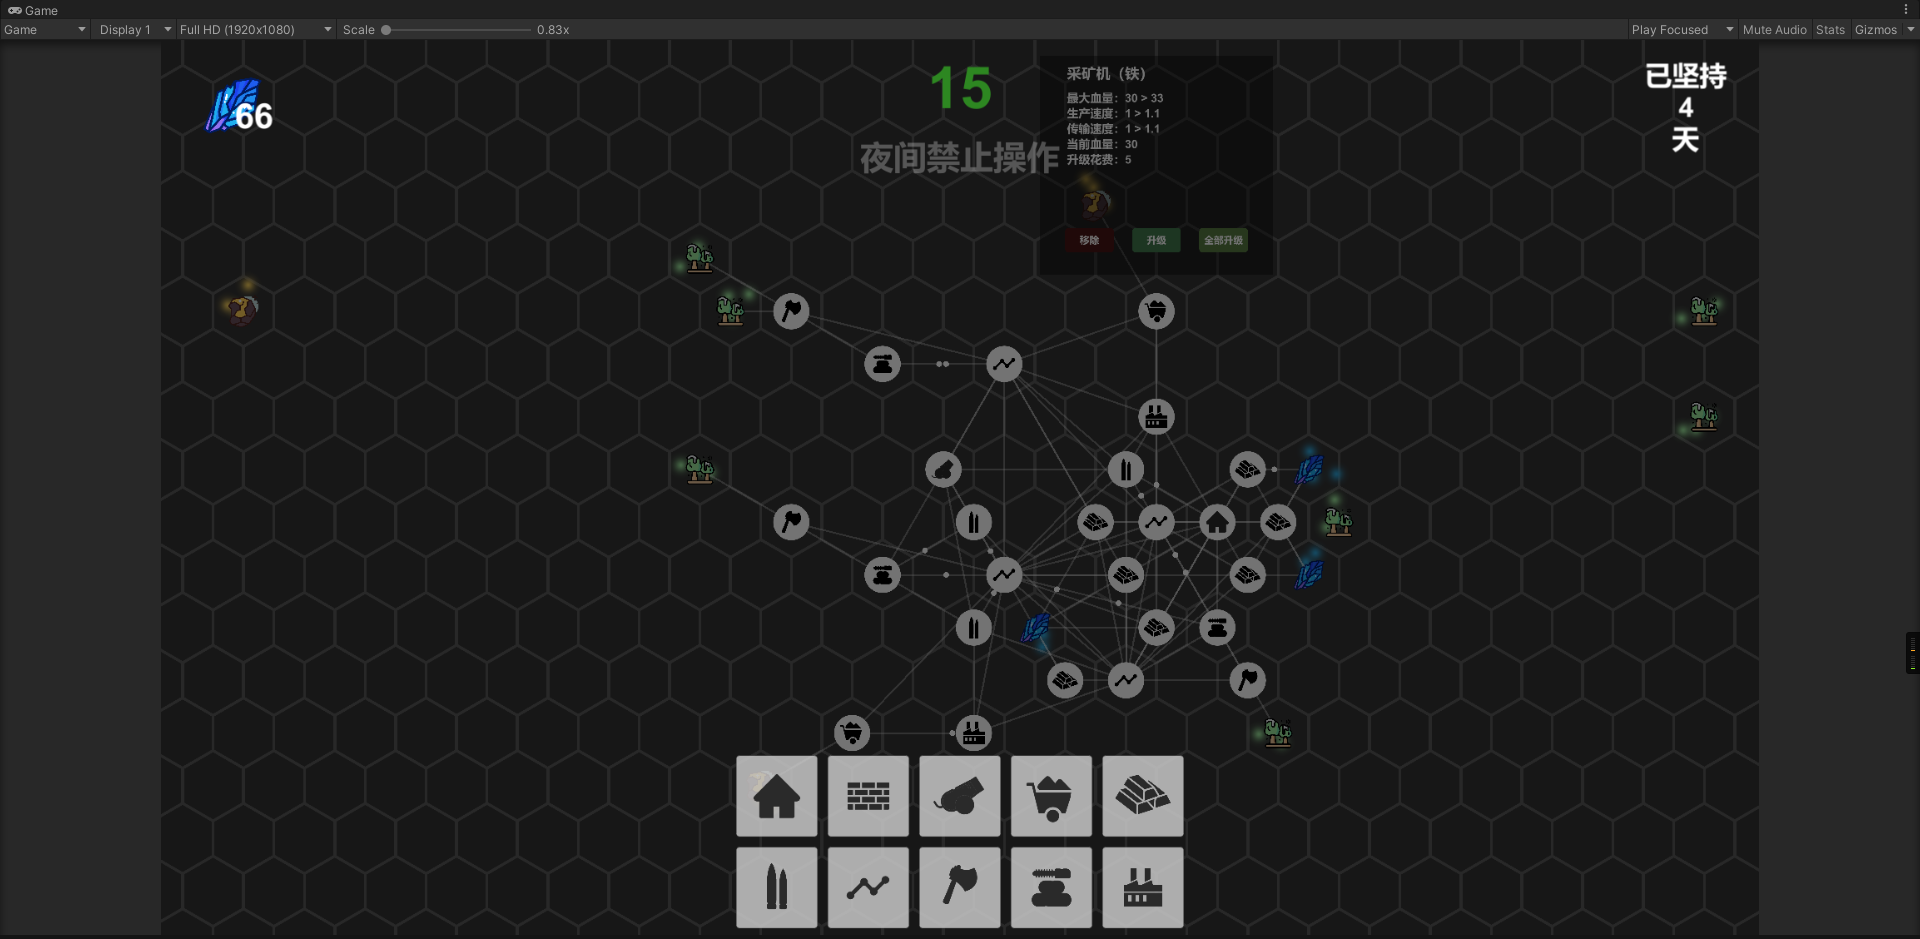 Game
Game
Display 1
Full HD (1920x1080)
Scale
0.83x
Play Focused
Mute Audio
Stats
Gizmos
66
15
夜间禁止操作
采矿机（铁）
最大血量：30 > 33
生产速度：1 > 1.1
传输速度：1 > 1.1
当前血量：30
升级花费：5
移除
升级
全部升级
已坚持
4
天